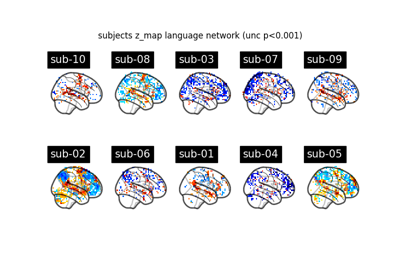 subjects z_map language network (unc p<0.001)
sub-10 sub-08 sub-03 sub-07 sub-09
sub-02 sub-06 sub-01 sub-04 sub-05